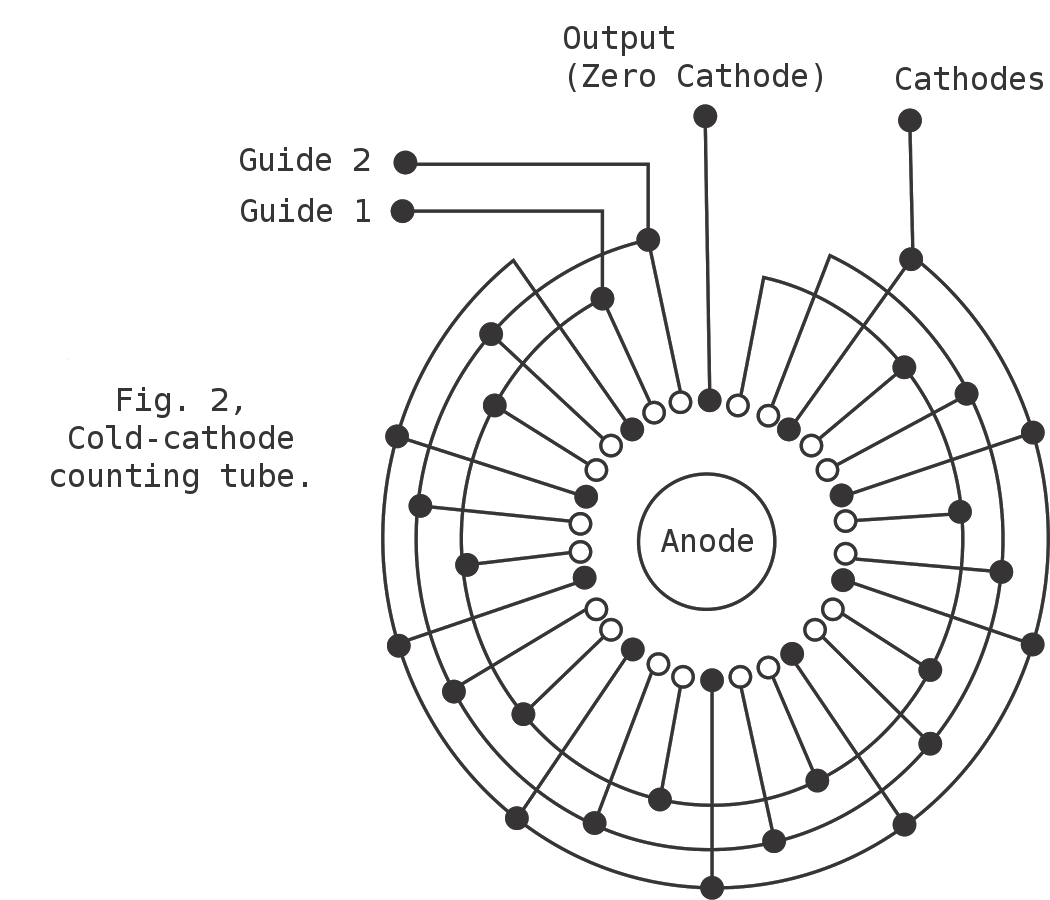 Output
(Zero Cathode)
Cathodes
Guide 2
Guide 1
Fig. 2,
Cold-cathode
counting tube.
Anode